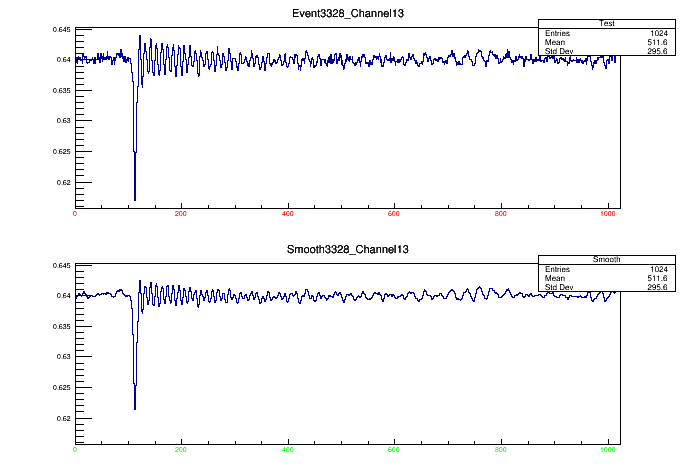 Event3328_Channel13
Test
Entries 1024
Mean 511.6
Std Dev 295.6
0.645
0.64
0.635
0.63
0.625
0.62
0 200 400 600 800 1000
Smooth3328_Channel13
Smooth
Entries 1024
Mean 511.6
Std Dev 295.6
0.645
0.64
0.635
0.63
0.625
0.62
0 200 400 600 800 1000